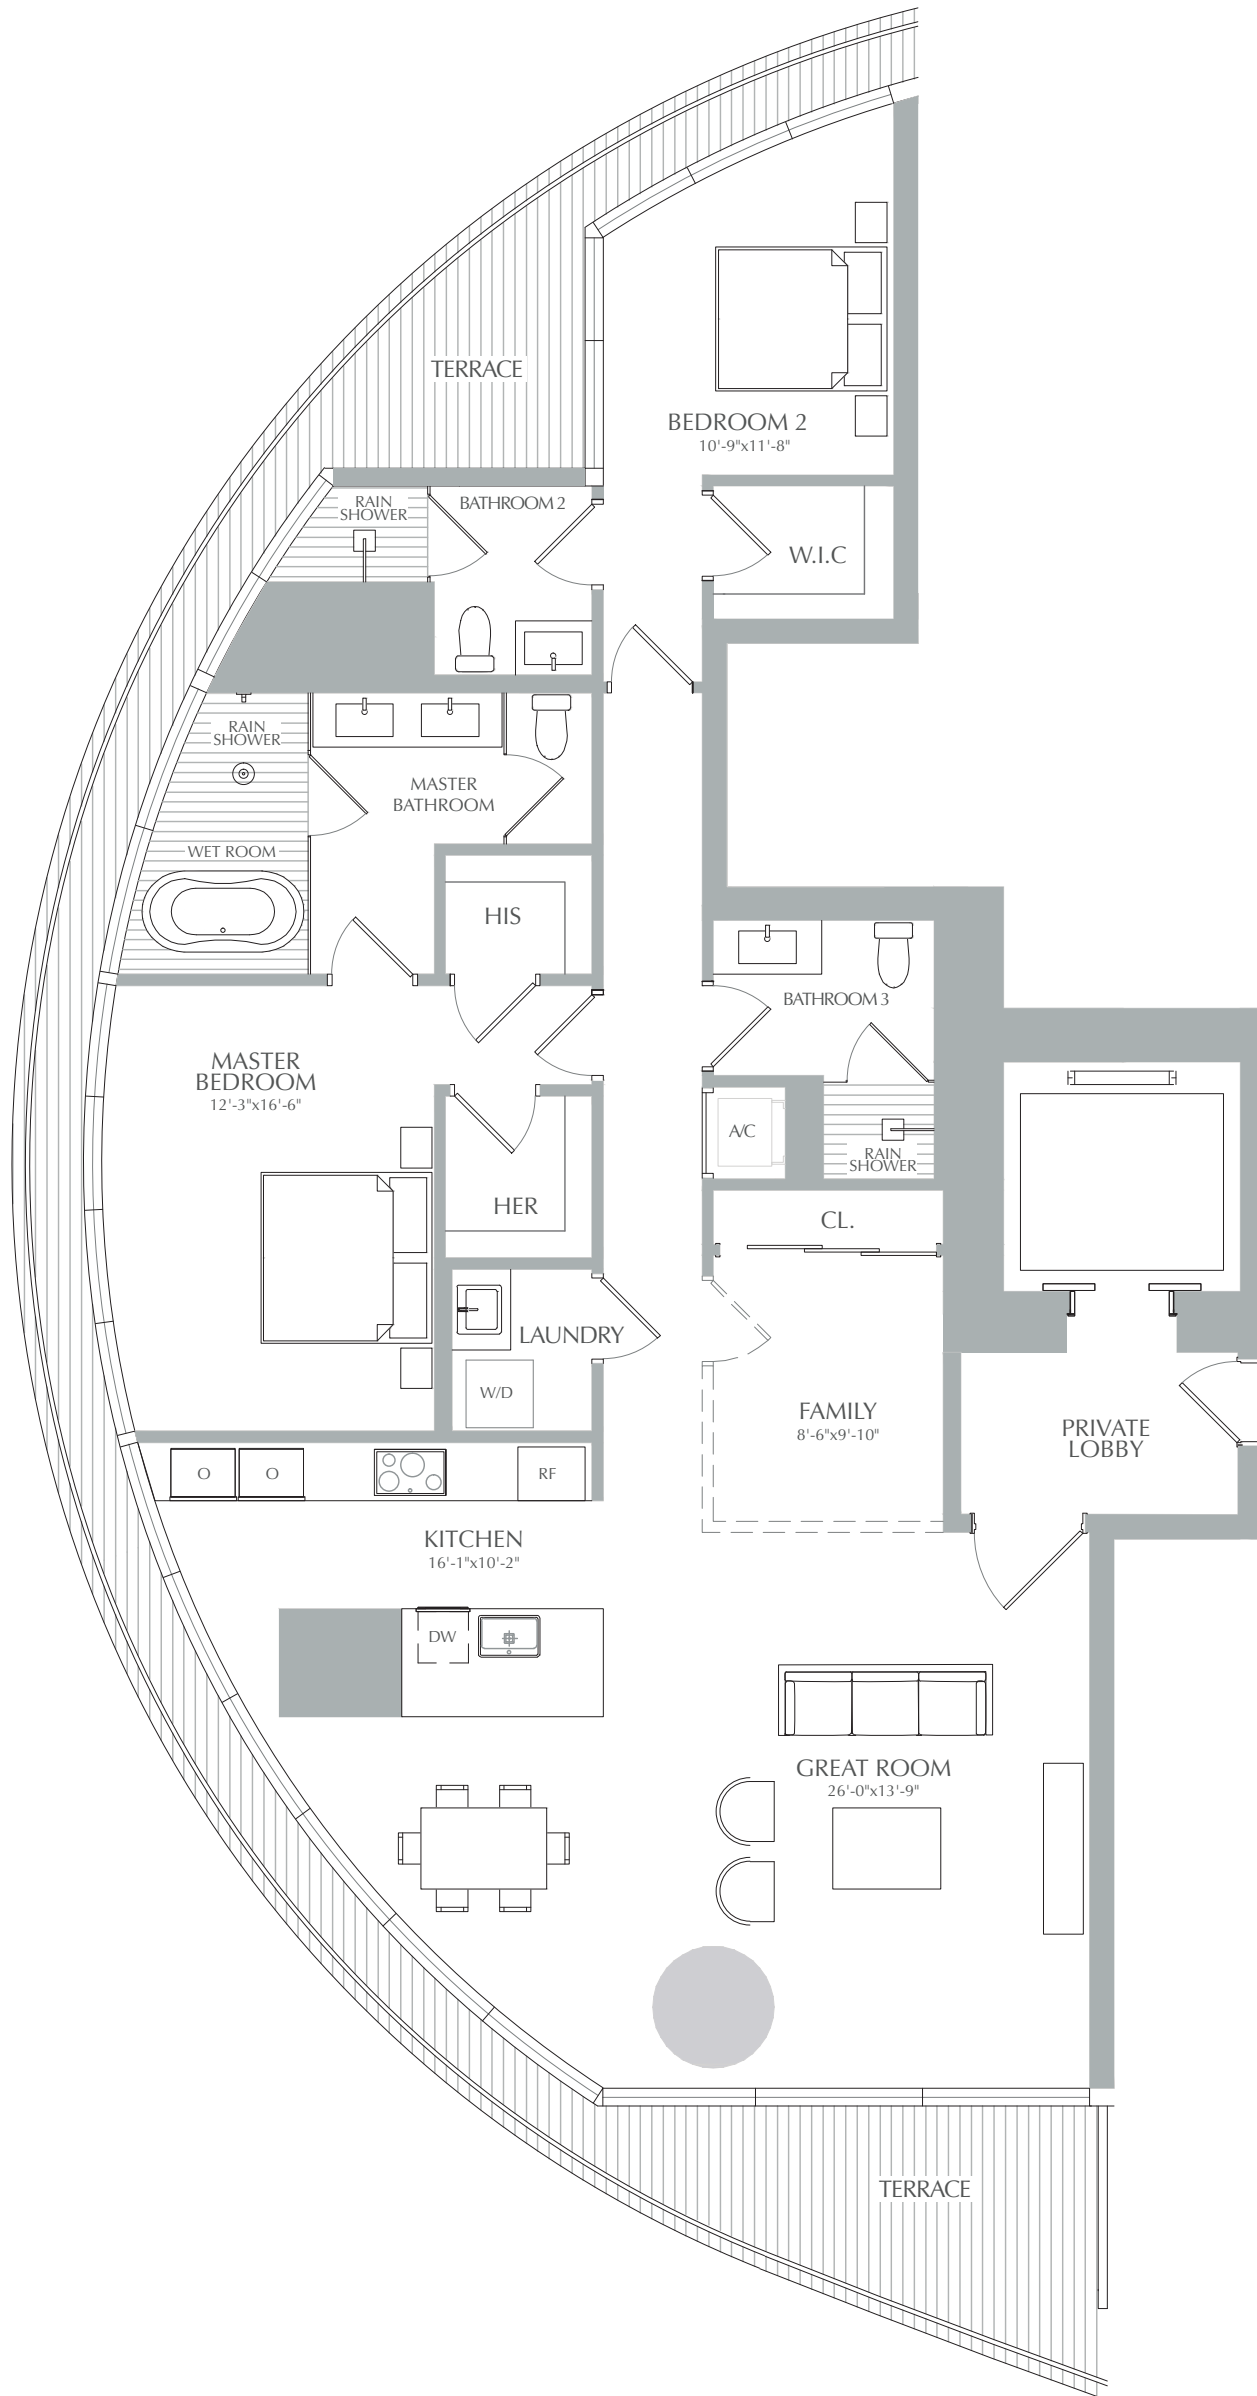 TERRACE
BEDROOM 2
10'-9"x11'-8"
RAIN
SHOWER
BATHROOM 2
W.I.C
RAIN
SHOWER
MASTER
BATHROOM
WET ROOM
HIS
BATHROOM 3
MASTER
BEDROOM
12'-3"x16'-6"
A/C
RAIN
SHOWER
HER
CL.
LAUNDRY
W/D
FAMILY
8'-6"x9'-10"
PRIVATE
LOBBY
O
O
RF
KITCHEN
16'-1"x10'-2"
DW
GREAT ROOM
26'-0"x13'-9"
TERRACE